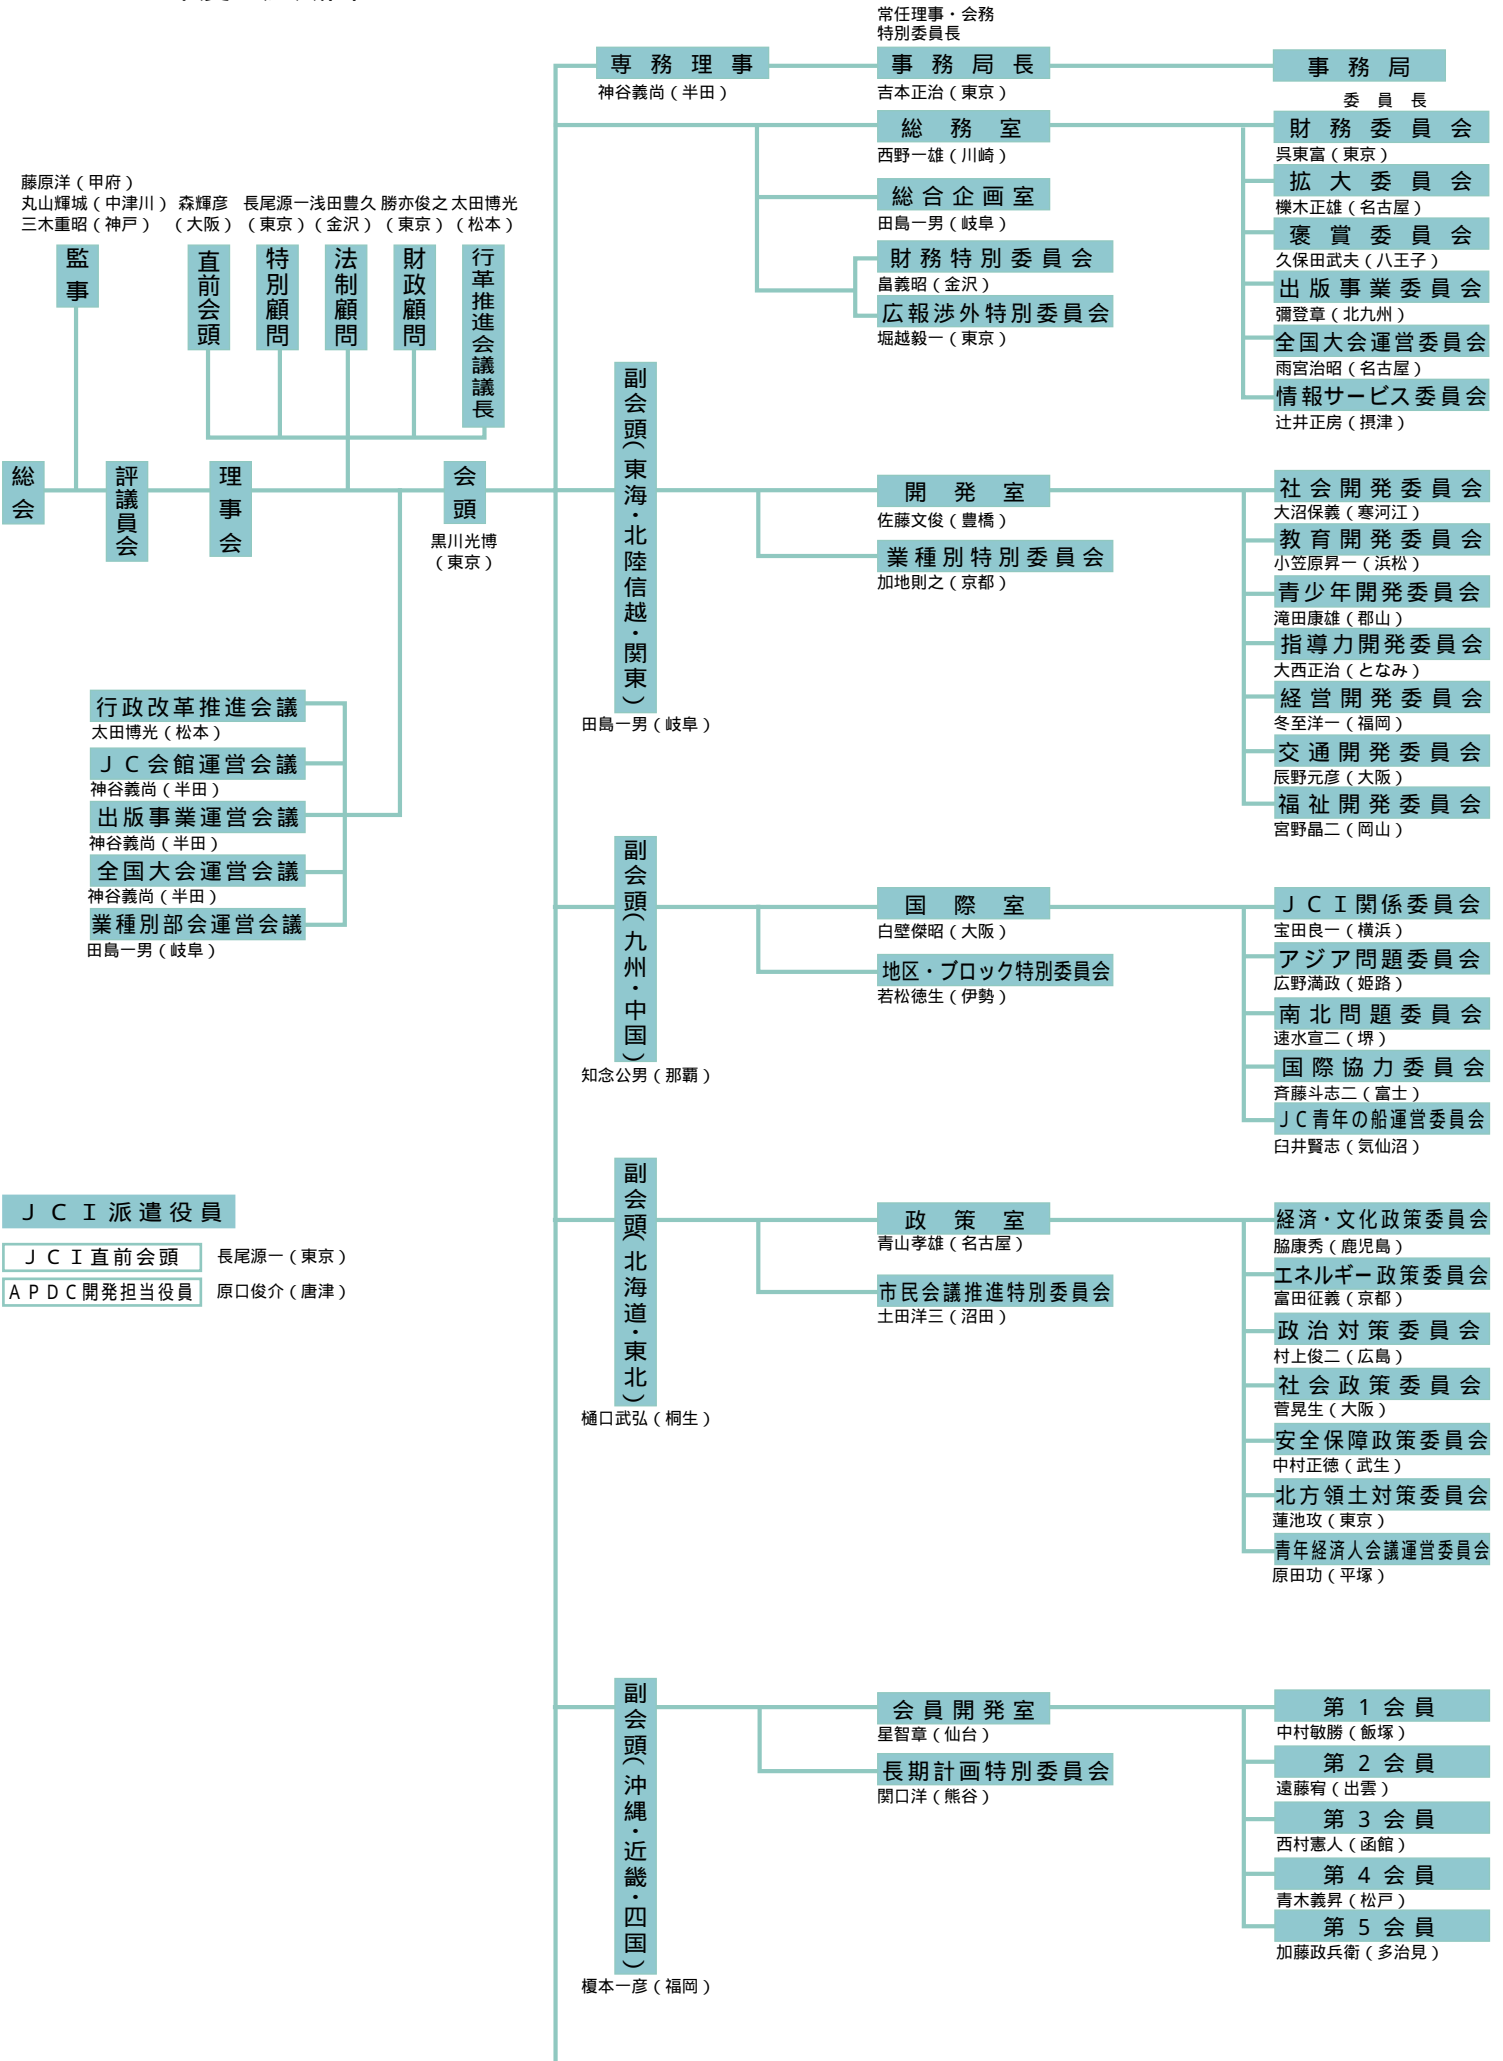 常任理事・会務
特別委員長
専務理事
神谷義尚(半田)
事務局長
吉本正治(東京)
事務局
委員長
総務室
西野一雄(川崎)
総合企画室
田島一男(岐阜)
財務特別委員会
畠義昭(金沢)
広報渉外特別委員会
堀越毅一(東京)
財務委員会
呉東富(東京)
拡大委員会
櫟木正雄(名古屋)
褒賞委員会
久保田武夫(八王子)
出版事業委員会
彌登章(北九州)
全国大会運営委員会
雨宮治昭(名古屋)
情報サービス委員会
辻井正房(摂津)
藤原洋(甲府)
丸山輝城(中津川)
三木重昭(神戸)
監事
森輝彦
(大阪)
直前会頭
長尾源一
(東京)
特別顧問
浅田豊久
(金沢)
法制顧問
勝亦俊之
(東京)
財政顧問
太田博光
(松本)
行革推進会議議長
総会
評議員会
理事会
会頭
黒川光博
(東京)
行政改革推進会議
太田博光(松本)
JC会館運営会議
神谷義尚(半田)
出版事業運営会議
神谷義尚(半田)
全国大会運営会議
神谷義尚(半田)
業種別部会運営会議
田島一男(岐阜)
副会頭(東海・北陸信越・関東)
田島一男(岐阜)
開発室
佐藤文俊(豊橋)
業種別特別委員会
加地則之(京都)
社会開発委員会
大沼保義(寒河江)
教育開発委員会
小笠原昇一(浜松)
青少年開発委員会
滝田康雄(郡山)
指導力開発委員会
大西正治(となみ)
経営開発委員会
冬至洋一(福岡)
交通開発委員会
辰野元彦(大阪)
福祉開発委員会
宮野晶二(岡山)
副会頭(九州・中国)
知念公男(那覇)
国際室
白壁傑昭(大阪)
地区・ブロック特別委員会
若松徳生(伊勢)
JCI関係委員会
宝田良一(横浜)
アジア問題委員会
広野満政(姫路)
南北問題委員会
速水宣二(堺)
国際協力委員会
斉藤斗志二(富士)
JC青年の船運営委員会
臼井賢志(気仙沼)
JCI派遣役員
JCI直前会頭
長尾源一(東京)
APDC開発担当役員
原口俊介(唐津)
副会頭(北海道・東北)
樋口武弘(桐生)
政策室
青山孝雄(名古屋)
市民会議推進特別委員会
土田洋三(沼田)
経済・文化政策委員会
脇康秀(鹿児島)
エネルギー政策委員会
富田征義(京都)
政治対策委員会
村上俊二(広島)
社会政策委員会
菅晃生(大阪)
安全保障政策委員会
中村正徳(武生)
北方領土対策委員会
蓮池攻(東京)
青年経済人会議運営委員会
原田功(平塚)
副会頭(沖縄・近畿・四国)
榎本一彦(福岡)
会員開発室
星智章(仙台)
長期計画特別委員会
関口洋(熊谷)
第1会員
中村敏勝(飯塚)
第2会員
遠藤宥(出雲)
第3会員
西村憲人(函館)
第4会員
青木義昇(松戸)
第5会員
加藤政兵衛(多治見)